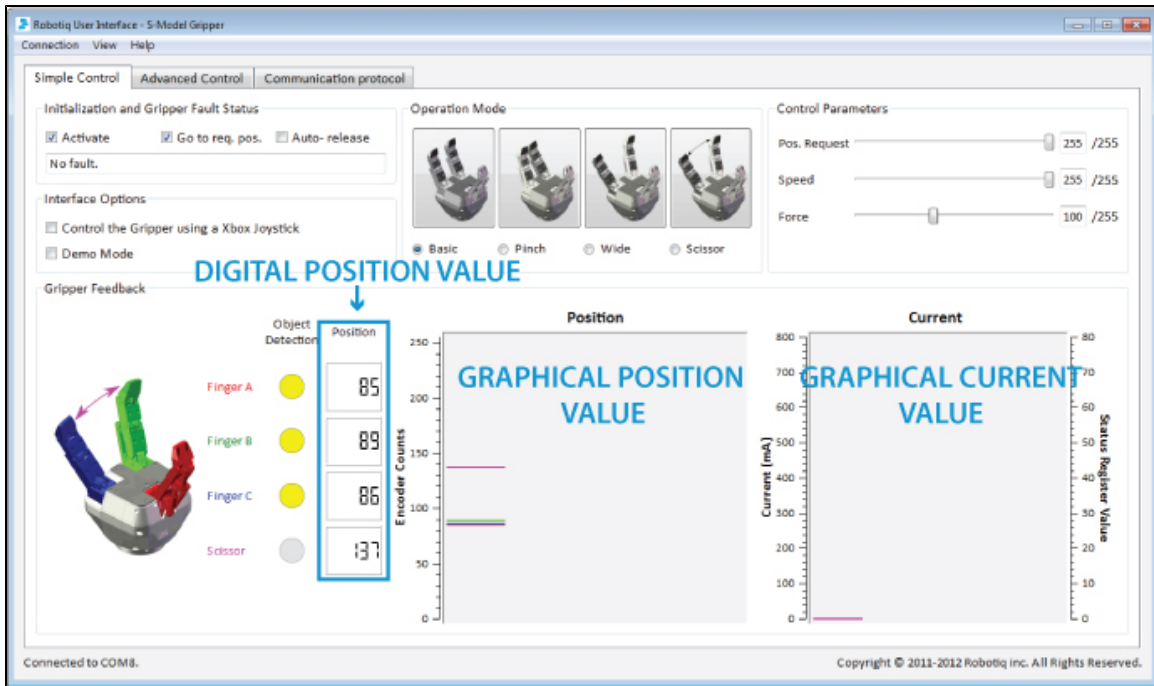 Robotiq User Interface - S-Model Gripper
Connection View Help
Simple Control Advanced Control Communication protocol
Initialization and Gripper Fault Status
Activate Go to req. pos. Auto- release
No fault.
Interface Options
Control the Gripper using a Xbox Joystick
Demo Mode
Operation Mode
Basic Pinch Wide Scissor
Control Parameters
Pos. Request 255 /255
Speed 255 /255
Force 100 /255
DIGITAL POSITION VALUE
Gripper Feedback
Object
Detection
Position
Finger A 85
Finger B 89
Finger C 86
Scissor 137
Position
Encoder Counts
250
200
150
100
50
0
GRAPHICAL POSITION
VALUE
Current
Current (mA)
800
700
600
500
400
300
200
100
0
GRAPHICAL CURRENT
VALUE
80
70
60
50
40
30
20
10
0
Status Register Value
Connected to COM8.
Copyright © 2011-2012 Robotiq inc. All Rights Reserved.